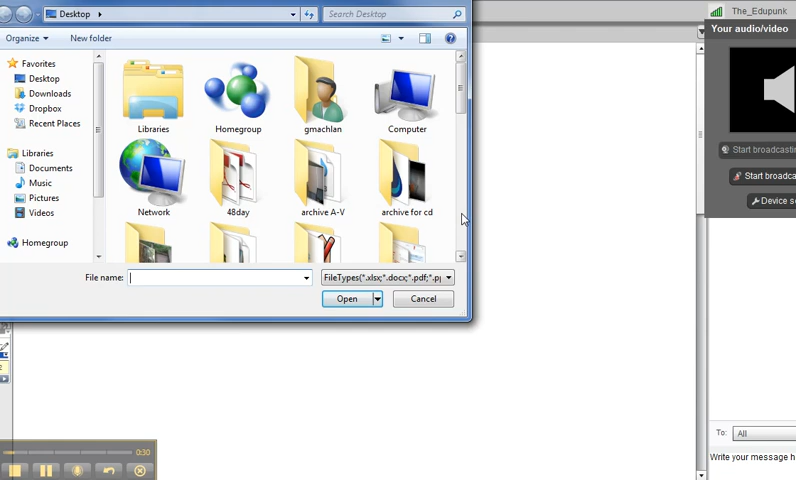 Desktop
Search Desktop
The_Edupunk
Your audio/video
Organize
New folder
Favorites
Desktop
Downloads
Dropbox
Recent Places
Libraries
Documents
Music
Pictures
Videos
Homegroup
Libraries
Homegroup
gmachlan
Computer
Network
48day
archive A-V
archive for cd
Start broadcasting
Start broadca
Device se
File name:
FileTypes(*.xlsx;*.docx;*.pdf;*.p
Open
Cancel
0:30
To:
All
Write your message h